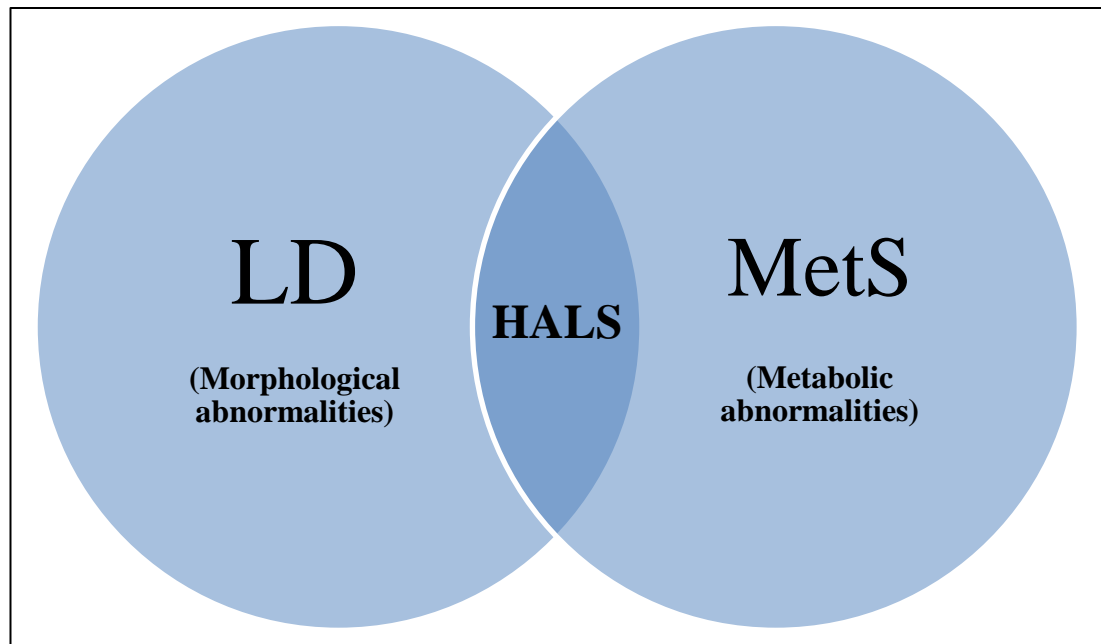 LD
(Morphological
abnormalities)
HALS
MetS
(Metabolic
abnormalities)